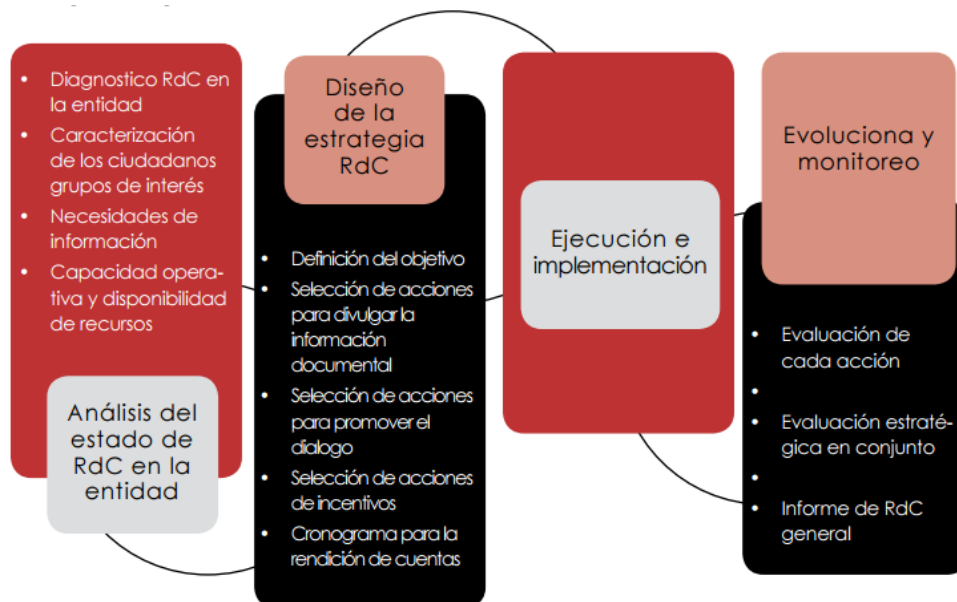 • Diagnostico RdC en
la entidad
• Caracterización
de los ciudadanos
grupos de interés
• Necesidades de
información
• Capacidad opera-
tiva y disponibilidad
de recursos
Análisis del
estado de
RdC en la
entidad
Diseño
de la
estrategia
RdC
• Definición del objetivo
• Selección de acciones
para divulgar la
información
documental
• Selección de acciones
para promover el
dialogo
• Selección de acciones
de incentivos
• Cronograma para la
rendición de cuentas
Ejecución e
implementación
Evoluciona y
monitoreo
• Evaluación de
cada acción
•
• Evaluación estraté-
gica en conjunto
•
• Informe de RdC
general